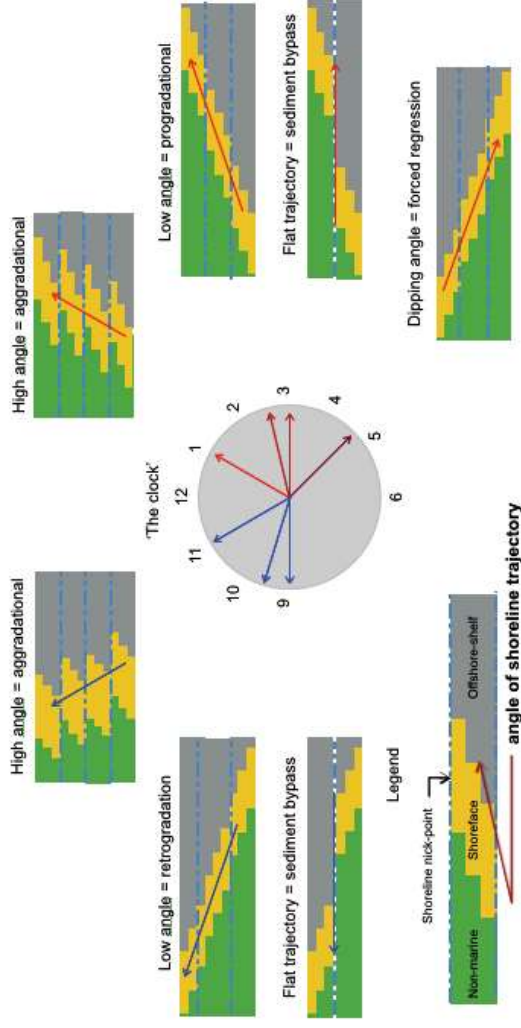 High angle = aggradational
High angle = aggradational
'The clock'
Low angle = retrogradation
Low angle = progradational
12
11
1
10
2
9
3
4
5
6
Flat trajectory = sediment bypass
Flat trajectory = sediment bypass
Legend
Shoreline nick-point
Non-marine
Shoreface
Offshore-shelf
angle of shoreline trajectory
Dipping angle = forced regression